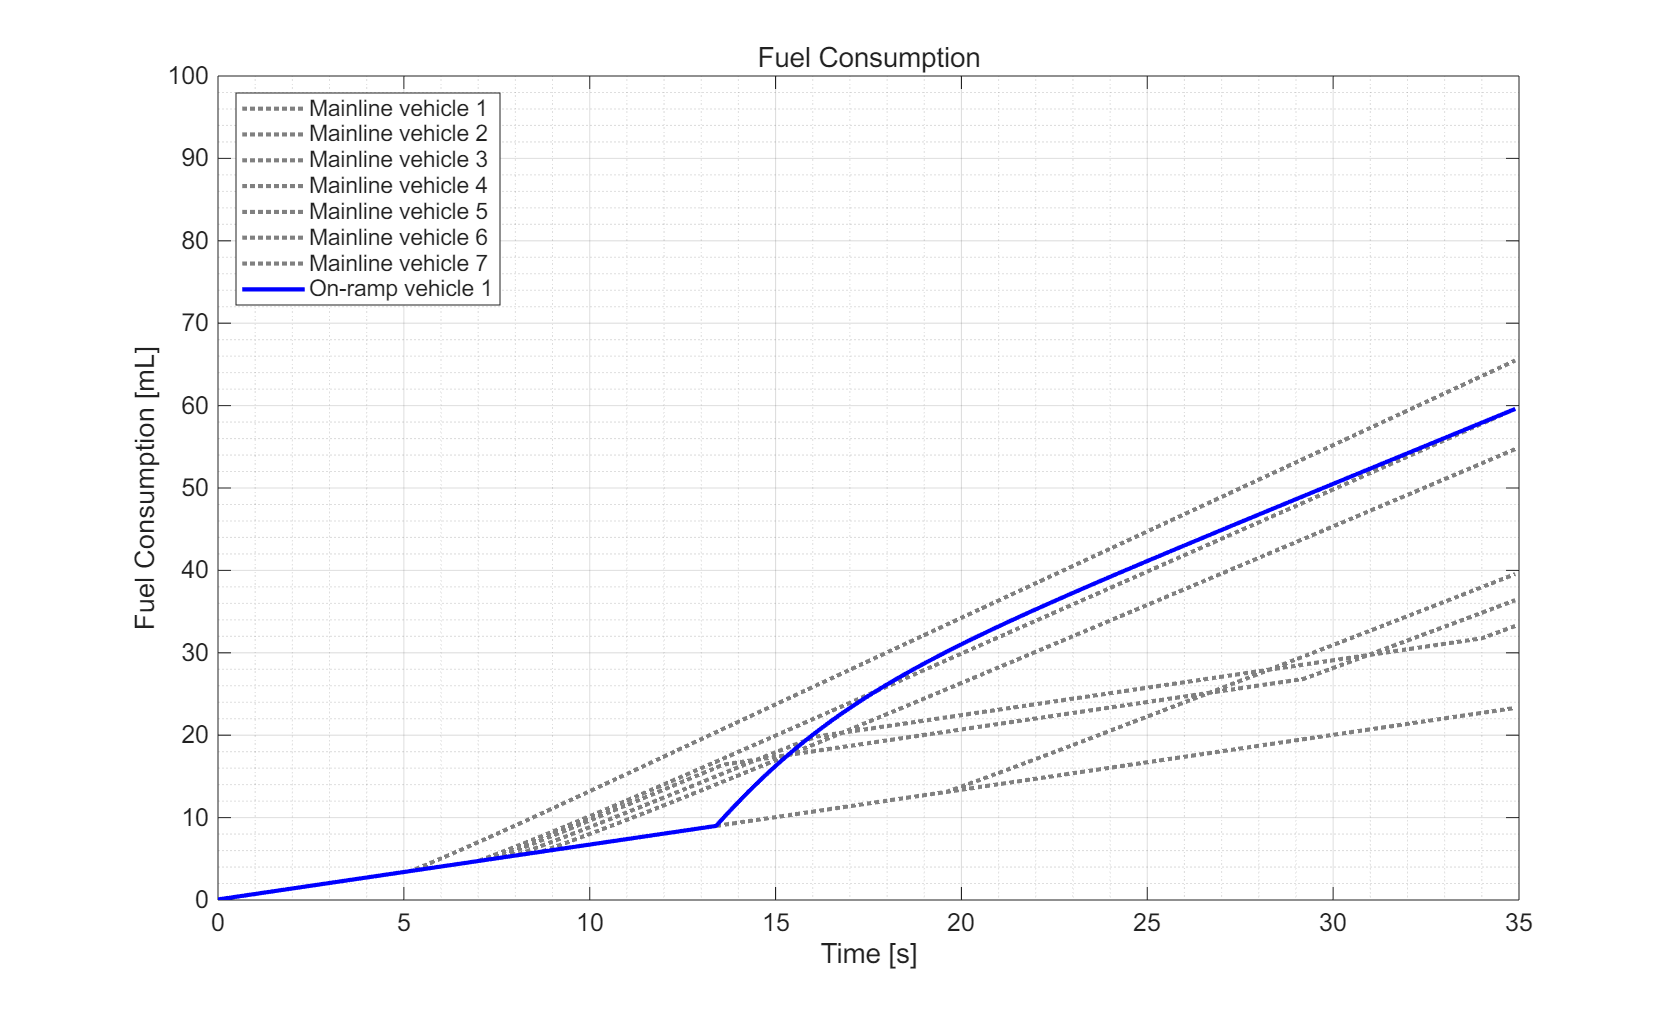 Fuel Consumption
100
90
80
70
60
50
40
30
20
10
0
Fuel Consumption [mL]
Mainline vehicle 1
Mainline vehicle 2
Mainline vehicle 3
Mainline vehicle 4
Mainline vehicle 5
Mainline vehicle 6
Mainline vehicle 7
On-ramp vehicle 1
0 5 10 15 20 25 30 35
Time [s]